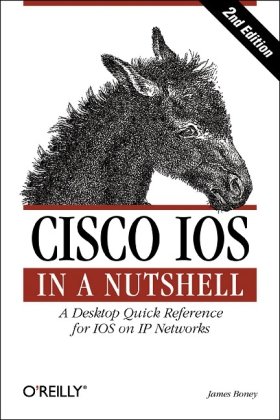 2nd Edition
CISCO IOS
IN A NUTSHELL
A Desktop Quick Reference
for IOS on IP Networks
O'REILLY®
James Boney